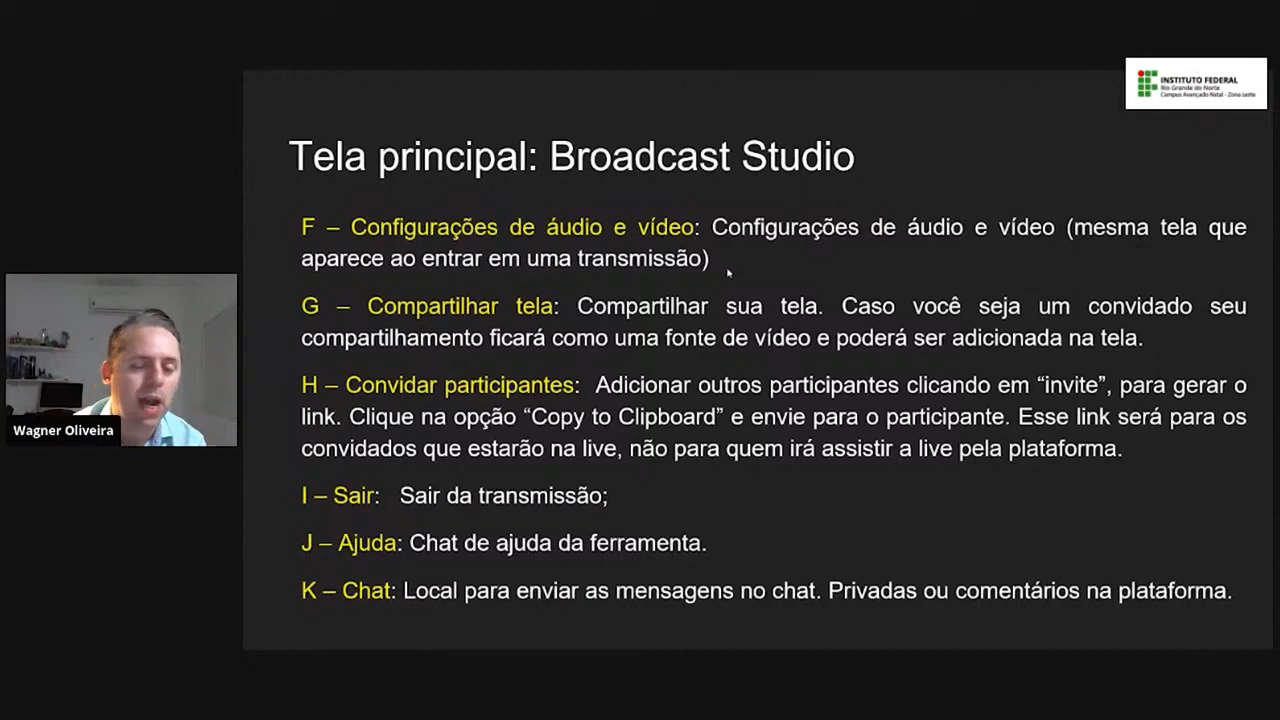 INSTITUTO FEDERAL
Rio Grande do Norte
Campus Avançado Natal - Zona Leste
Tela principal: Broadcast Studio
F – Configurações de áudio e vídeo: Configurações de áudio e vídeo (mesma tela que
aparece ao entrar em uma transmissão)
G – Compartilhar tela: Compartilhar sua tela. Caso você seja um convidado seu
compartilhamento ficará como uma fonte de vídeo e poderá ser adicionada na tela.
H – Convidar participantes: Adicionar outros participantes clicando em “invite”, para gerar o
link. Clique na opção “Copy to Clipboard” e envie para o participante. Esse link será para os
convidados que estarão na live, não para quem irá assistir a live pela plataforma.
I – Sair: Sair da transmissão;
J – Ajuda: Chat de ajuda da ferramenta.
K – Chat: Local para enviar as mensagens no chat. Privadas ou comentários na plataforma.
Wagner Oliveira